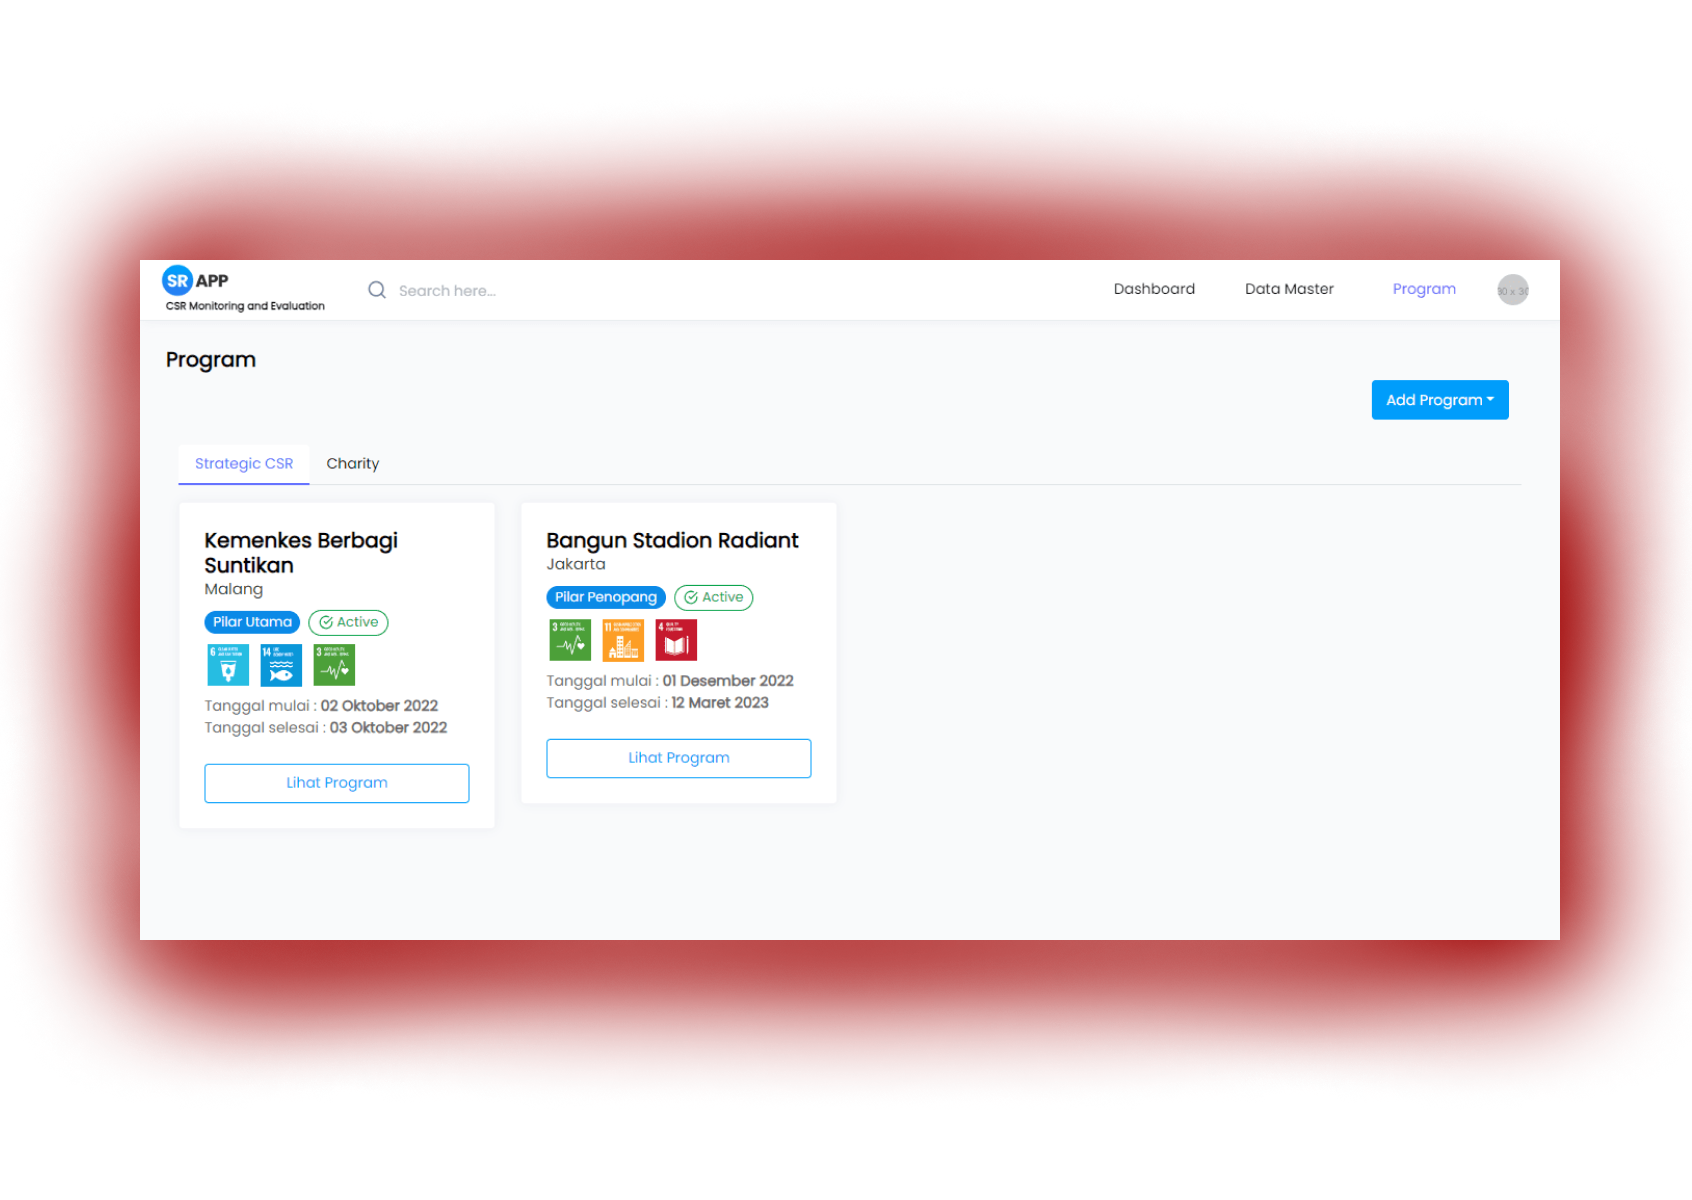 SR APP
CSR Monitoring and Evaluation
Search here...
Dashboard
Data Master
Program
30 x 30
Program
Add Program
Strategic CSR
Charity
Kemenkes Berbagi
Suntikan
Malang
Pilar Utama
Active
6
14
3
Tanggal mulai : 02 Oktober 2022
Tanggal selesai : 03 Oktober 2022
Lihat Program
Bangun Stadion Radiant
Jakarta
Pilar Penopang
Active
3
11
4
Tanggal mulai : 01 Desember 2022
Tanggal selesai : 12 Maret 2023
Lihat Program